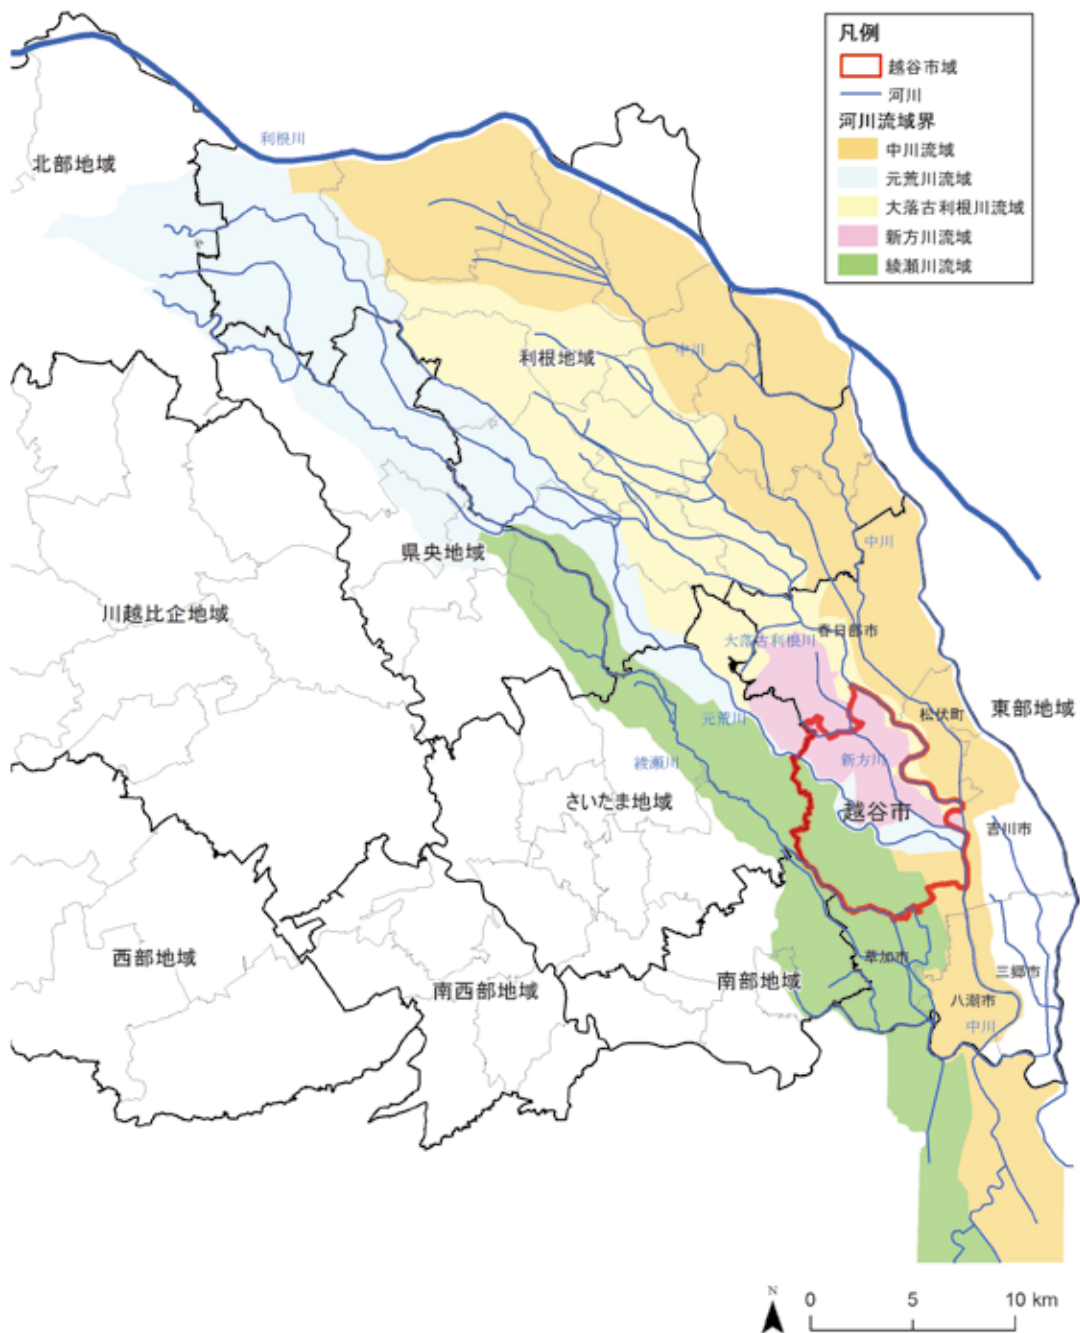 凡例
越谷市域
河川
河川流域界
中川流域
元荒川流域
大落古利根川流域
新方川流域
綾瀬川流域
利根川
北部地域
利根地域
中川
中川
県央地域
川越比企地域
大落古利根川
春日部市
元荒川
松伏町
東部地域
綾瀬川
新方川
さいたま地域
越谷市
吉川市
西部地域
南西部地域
南部地域
草加市
三郷市
八潮市
中川
N
0 5 10 km